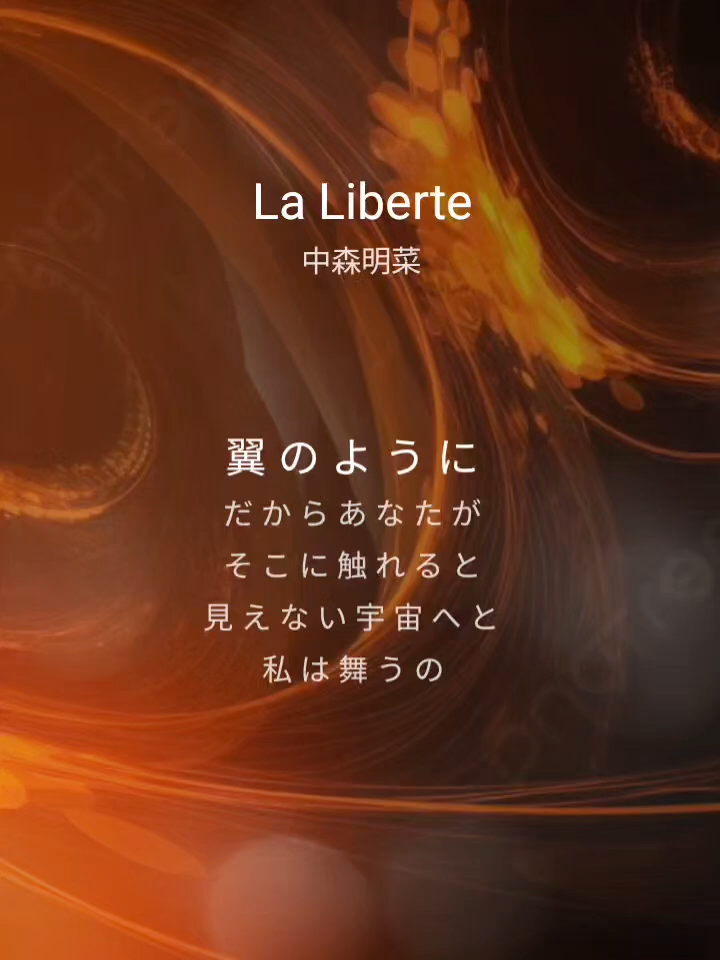 La Liberte
中森明菜
翼のように
だからあなたが
そこに触れると
見えない宇宙へと
私は舞うの